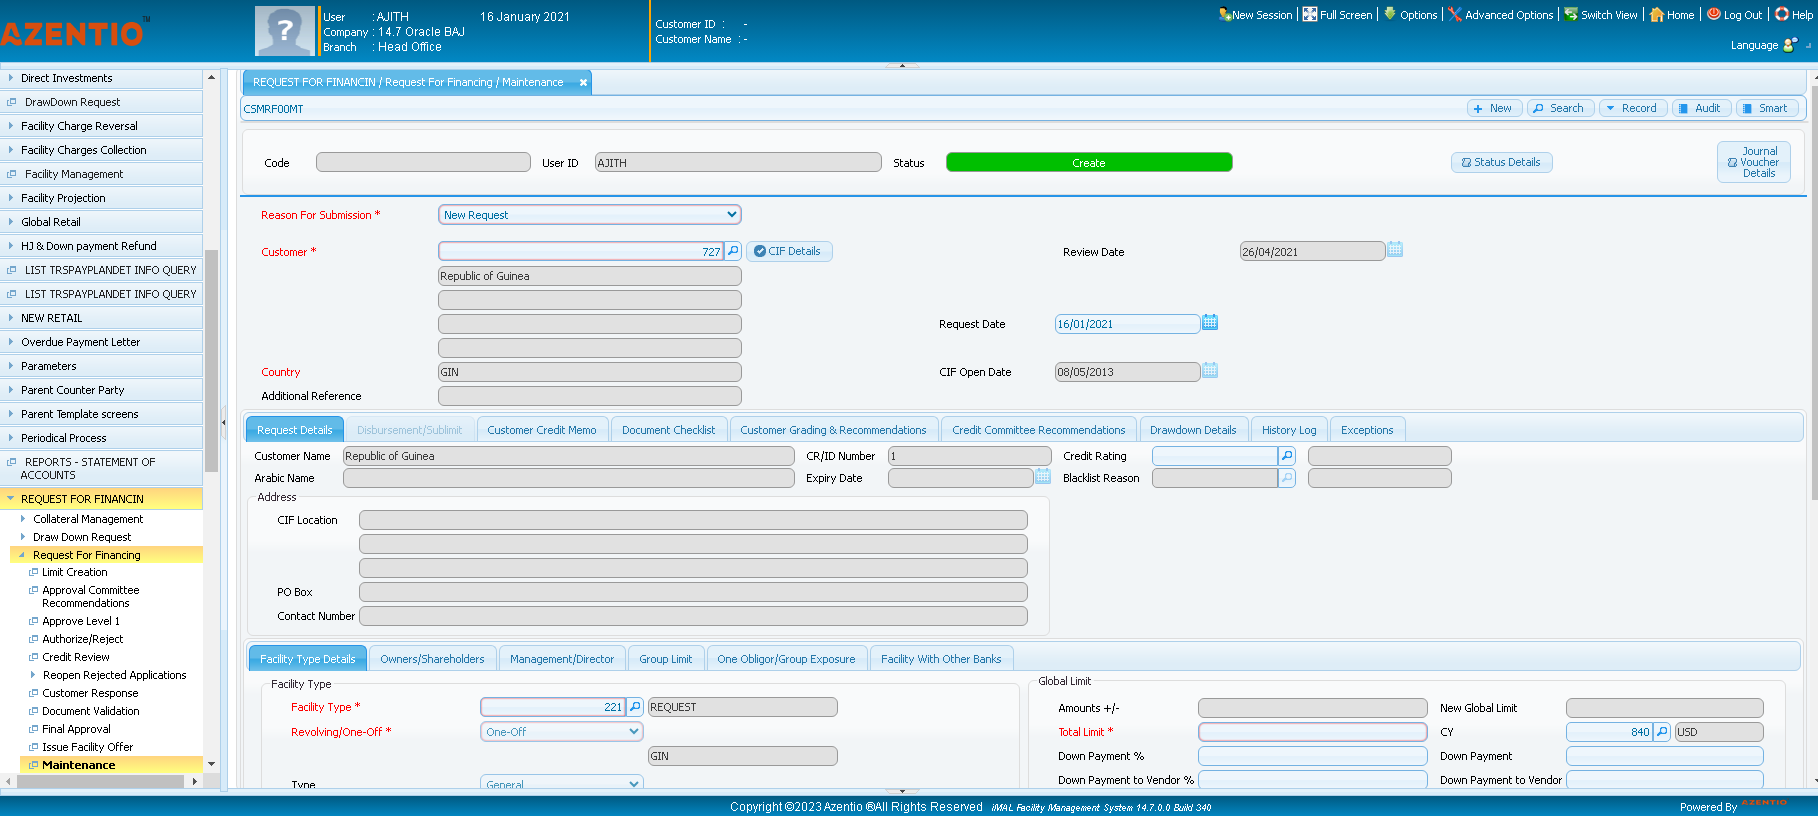 AZENTIO™
User : AJITH 16 January 2021
Company : 14.7 Oracle BAJ
Branch : Head Office
Customer ID : -
Customer Name : -
New Session Full Screen Options Advanced Options Switch View Home Log Out Help
Language
Direct Investments
DrawDown Request
Facility Charge Reversal
Facility Charges Collection
Facility Management
Facility Projection
Global Retail
HJ & Down payment Refund
LIST TRSPAYPLANDET INFO QUERY
LIST TRSPAYPLANDET INFO QUERY
NEW RETAIL
Overdue Payment Letter
Parameters
Parent Counter Party
Parent Template screens
Periodical Process
REPORTS - STATEMENT OF
ACCOUNTS
REQUEST FOR FINANCIN
Collateral Management
Draw Down Request
Request For Financing
Limit Creation
Approval Committee
Recommendations
Approve Level 1
Authorize/Reject
Credit Review
Reopen Rejected Applications
Customer Response
Document Validation
Final Approval
Issue Facility Offer
Maintenance
REQUEST FOR FINANCIN / Request For Financing / Maintenance
CSMRF00MT
New Search Record Audit Smart
Code User ID AJITH Status Create Status Details
Journal
Voucher
Details
Reason For Submission * New Request
Customer * 727 CIF Details Review Date 26/04/2021
Republic of Guinea
Request Date 16/01/2021
Country GIN CIF Open Date 08/05/2013
Additional Reference
Request Details Disbursement/Sublimit Customer Credit Memo Document Checklist Customer Grading & Recommendations Credit Committee Recommendations Drawdown Details History Log Exceptions
Customer Name Republic of Guinea CR/ID Number 1 Credit Rating
Arabic Name Expiry Date Blacklist Reason
Address
CIF Location
PO Box
Contact Number
Facility Type Details Owners/Shareholders Management/Director Group Limit One Obligor/Group Exposure Facility With Other Banks
Facility Type
Facility Type * 221 REQUEST
Revolving/One-Off * One-Off
GIN
Type General
Global Limit
Amounts +/- New Global Limit
Total Limit * CY 840 USD
Down Payment % Down Payment
Down Payment to Vendor % Down Payment to Vendor
Copyright ©2023 Azentio ®All Rights Reserved iMAL Facility Management System 14.7.0.0 Build 340
Powered By AZENTIO